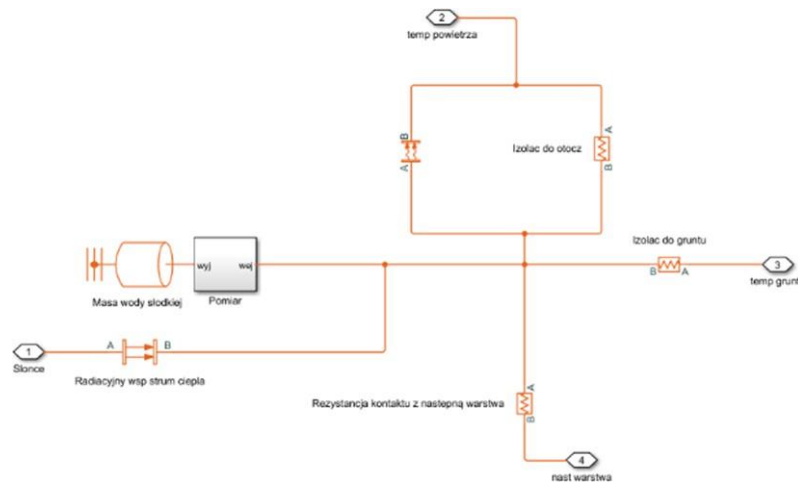 2
temp powietrza
B
A
A
Izolac do otocz
B
Izolac do gruntu
wyj
wej
B
A
3
temp grunt
Masa wody słodkiej
Pomiar
1
A
B
Slonce
Radiacyjny wsp strum ciepla
A
Rezystancja kontaktu z nastepną warstwa
B
4
nast warstwa